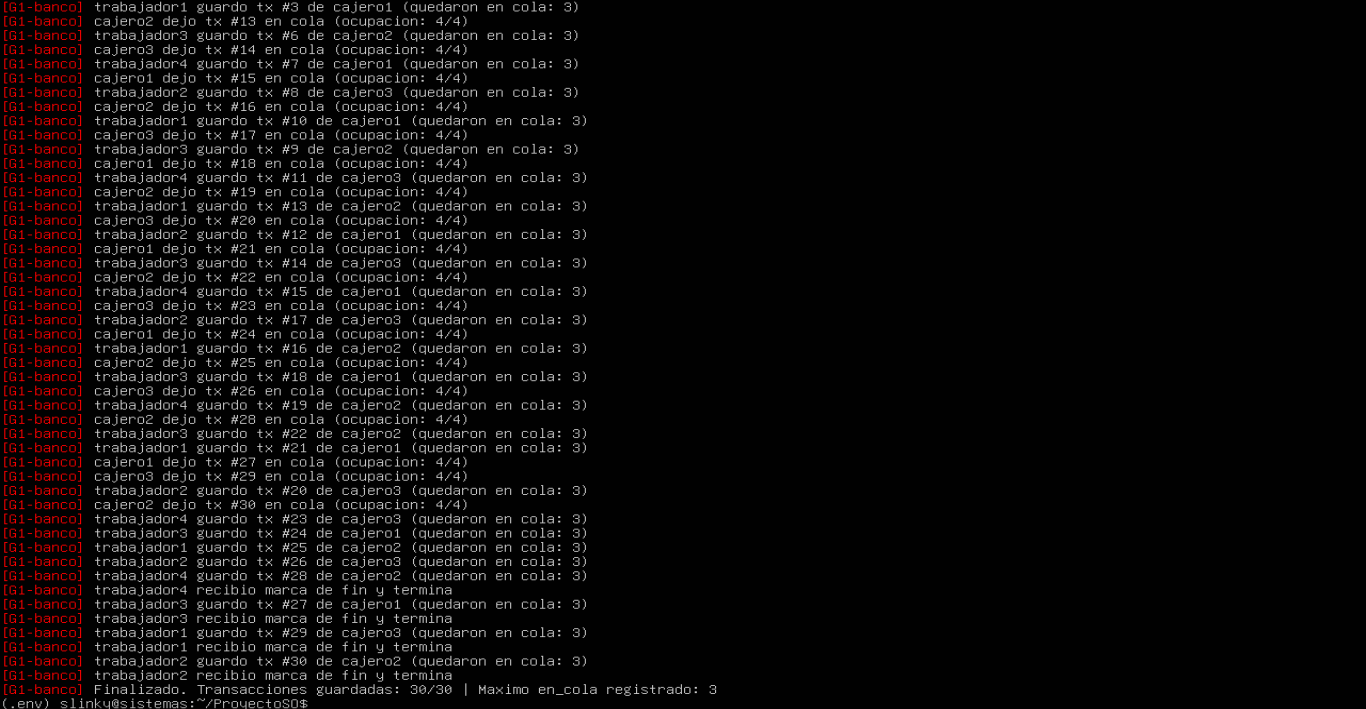 [G1-banco] trabajador1 guardo tx #3 de cajero1 (quedaron en cola: 3)
[G1-banco] cajero2 dejo tx #13 en cola (ocupacion: 4/4)
[G1-banco] trabajador3 guardo tx #6 de cajero2 (quedaron en cola: 3)
[G1-banco] cajero3 dejo tx #14 en cola (ocupacion: 4/4)
[G1-banco] trabajador4 guardo tx #7 de cajero1 (quedaron en cola: 3)
[G1-banco] cajero1 dejo tx #15 en cola (ocupacion: 4/4)
[G1-banco] trabajador2 guardo tx #8 de cajero3 (quedaron en cola: 3)
[G1-banco] cajero2 dejo tx #16 en cola (ocupacion: 4/4)
[G1-banco] trabajador1 guardo tx #10 de cajero1 (quedaron en cola: 3)
[G1-banco] cajero3 dejo tx #17 en cola (ocupacion: 4/4)
[G1-banco] trabajador3 guardo tx #9 de cajero2 (quedaron en cola: 3)
[G1-banco] cajero1 dejo tx #18 en cola (ocupacion: 4/4)
[G1-banco] trabajador4 guardo tx #11 de cajero3 (quedaron en cola: 3)
[G1-banco] cajero2 dejo tx #19 en cola (ocupacion: 4/4)
[G1-banco] trabajador1 guardo tx #13 de cajero2 (quedaron en cola: 3)
[G1-banco] cajero3 dejo tx #20 en cola (ocupacion: 4/4)
[G1-banco] trabajador2 guardo tx #12 de cajero1 (quedaron en cola: 3)
[G1-banco] cajero1 dejo tx #21 en cola (ocupacion: 4/4)
[G1-banco] trabajador3 guardo tx #14 de cajero3 (quedaron en cola: 3)
[G1-banco] cajero2 dejo tx #22 en cola (ocupacion: 4/4)
[G1-banco] trabajador4 guardo tx #15 de cajero1 (quedaron en cola: 3)
[G1-banco] cajero3 dejo tx #23 en cola (ocupacion: 4/4)
[G1-banco] trabajador2 guardo tx #17 de cajero3 (quedaron en cola: 3)
[G1-banco] cajero1 dejo tx #24 en cola (ocupacion: 4/4)
[G1-banco] trabajador1 guardo tx #16 de cajero2 (quedaron en cola: 3)
[G1-banco] cajero2 dejo tx #25 en cola (ocupacion: 4/4)
[G1-banco] trabajador3 guardo tx #18 de cajero1 (quedaron en cola: 3)
[G1-banco] cajero3 dejo tx #26 en cola (ocupacion: 4/4)
[G1-banco] trabajador4 guardo tx #19 de cajero2 (quedaron en cola: 3)
[G1-banco] cajero2 dejo tx #28 en cola (ocupacion: 4/4)
[G1-banco] trabajador3 guardo tx #22 de cajero2 (quedaron en cola: 3)
[G1-banco] trabajador1 guardo tx #21 de cajero1 (quedaron en cola: 3)
[G1-banco] cajero1 dejo tx #27 en cola (ocupacion: 4/4)
[G1-banco] cajero3 dejo tx #29 en cola (ocupacion: 4/4)
[G1-banco] trabajador2 guardo tx #20 de cajero3 (quedaron en cola: 3)
[G1-banco] cajero2 dejo tx #30 en cola (ocupacion: 4/4)
[G1-banco] trabajador4 guardo tx #23 de cajero3 (quedaron en cola: 3)
[G1-banco] trabajador3 guardo tx #24 de cajero1 (quedaron en cola: 3)
[G1-banco] trabajador1 guardo tx #25 de cajero2 (quedaron en cola: 3)
[G1-banco] trabajador2 guardo tx #26 de cajero3 (quedaron en cola: 3)
[G1-banco] trabajador4 guardo tx #28 de cajero2 (quedaron en cola: 3)
[G1-banco] trabajador4 recibio marca de fin y termina
[G1-banco] trabajador3 guardo tx #27 de cajero1 (quedaron en cola: 3)
[G1-banco] trabajador3 recibio marca de fin y termina
[G1-banco] trabajador1 guardo tx #29 de cajero3 (quedaron en cola: 3)
[G1-banco] trabajador1 recibio marca de fin y termina
[G1-banco] trabajador2 guardo tx #30 de cajero2 (quedaron en cola: 3)
[G1-banco] trabajador2 recibio marca de fin y termina
[G1-banco] Finalizado. Transacciones guardadas: 30/30 | Maximo en_cola registrado: 3
(.env) slinky@sistemas:~/ProyectoSO$